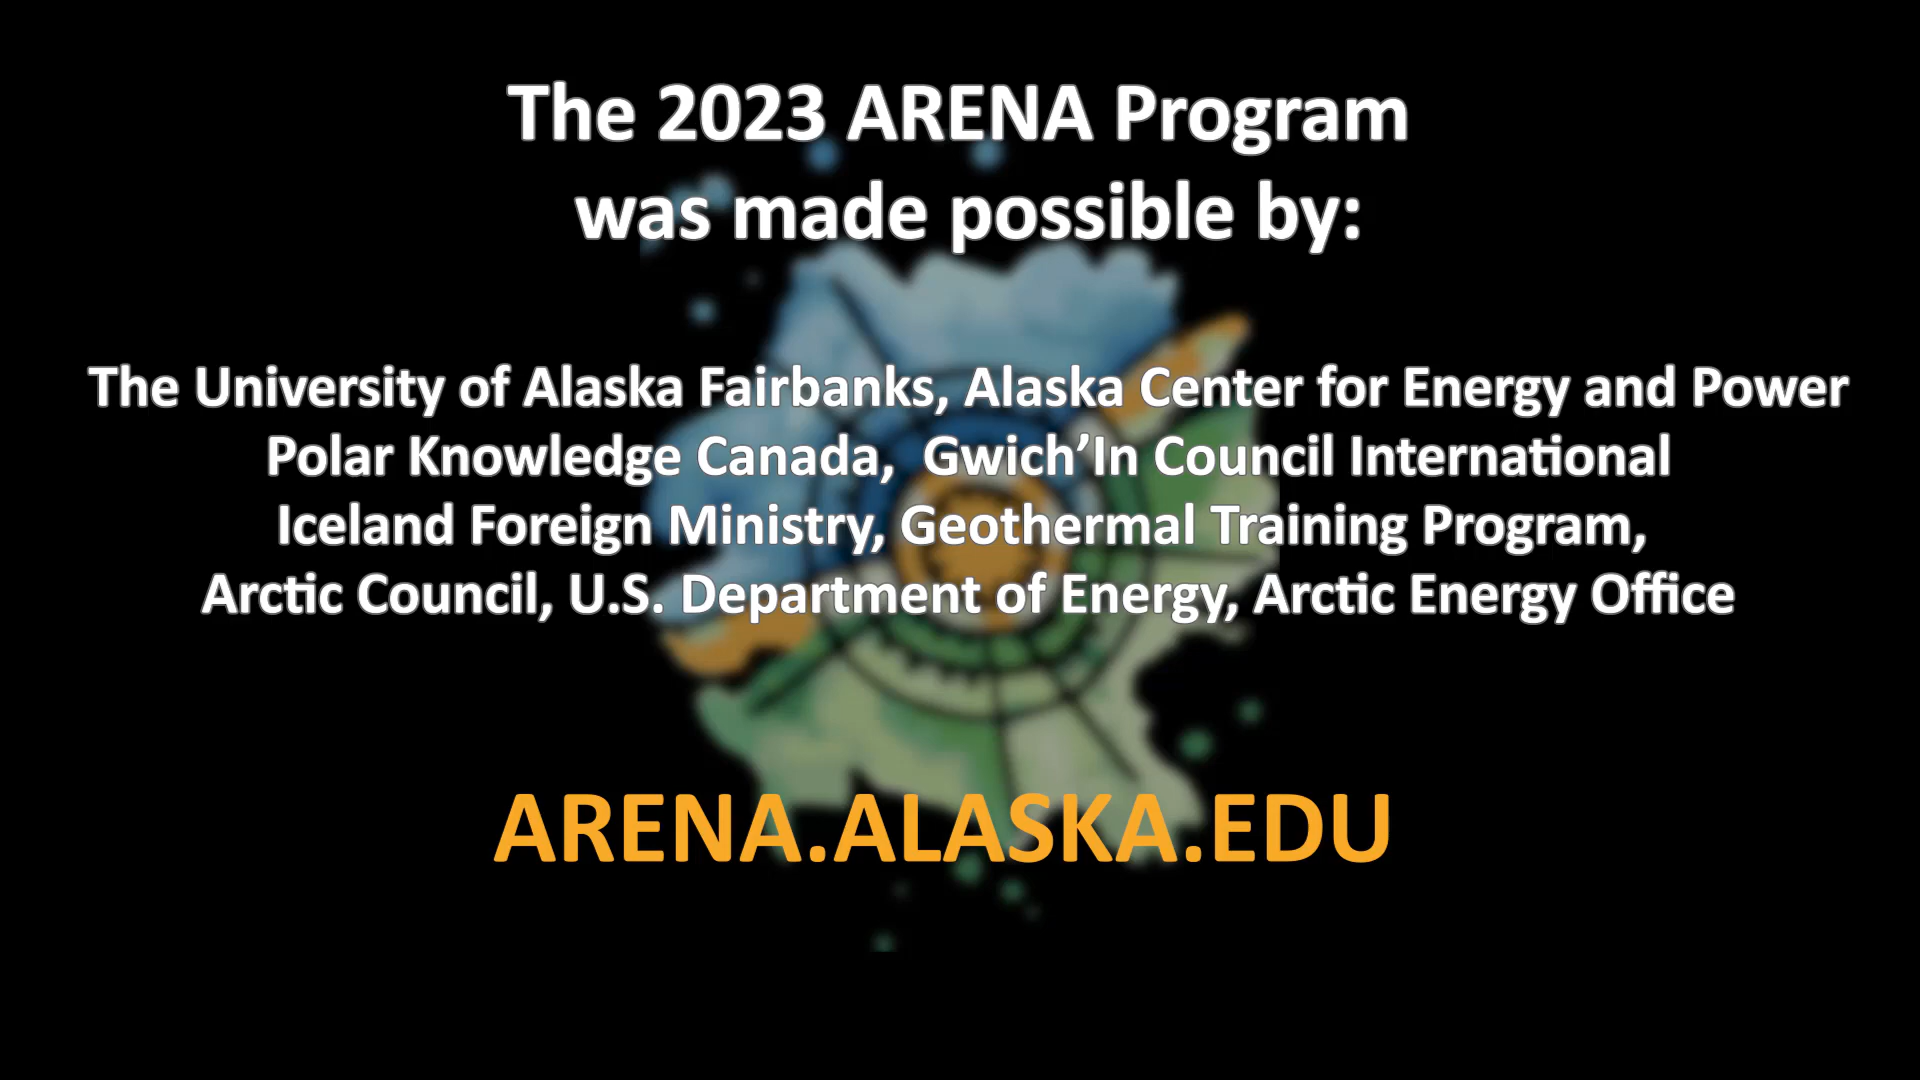 The 2023 ARENA Program
was made possible by:
The University of Alaska Fairbanks, Alaska Center for Energy and Power
Polar Knowledge Canada,  Gwich’In Council International
Iceland Foreign Ministry, Geothermal Training Program,
Arctic Council, U.S. Department of Energy, Arctic Energy Office
ARENA.ALASKA.EDU